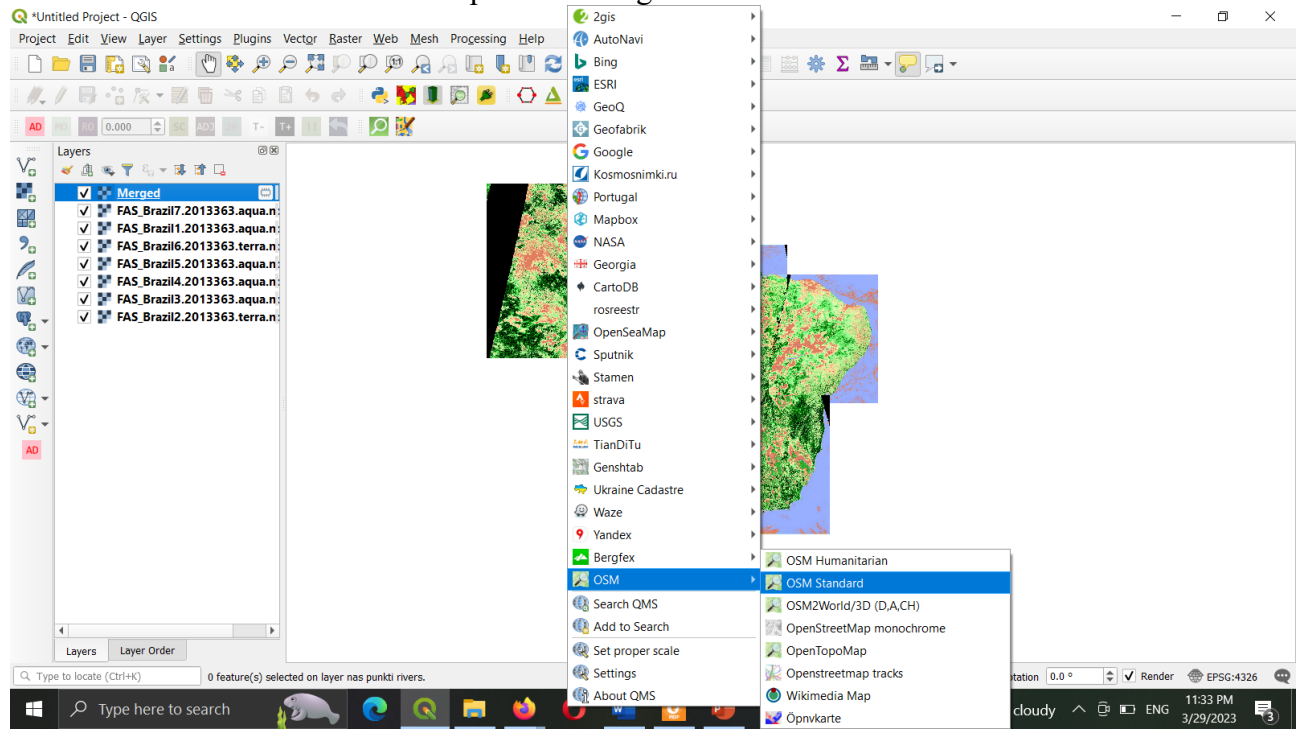 *Untitled Project - QGIS
Project Edit View Layer Settings Plugins Vector Raster Web Mesh Processing Help
AD MO RO 0.000 SC ADJ T- T+
Layers
Merged
FAS_Brazil7.2013363.aqua.n
FAS_Brazil1.2013363.aqua.n
FAS_Brazil6.2013363.terra.n
FAS_Brazil5.2013363.aqua.n
FAS_Brazil4.2013363.aqua.n
FAS_Brazil3.2013363.aqua.n
FAS_Brazil2.2013363.terra.n
AD
2gis
AutoNavi
Bing
ESRI
GeoQ
Geofabrik
Google
Kosmosnimki.ru
Portugal
Mapbox
NASA
Georgia
CartoDB
rosreestr
OpenSeaMap
Sputnik
Stamen
strava
USGS
TianDiTu
Genshtab
Ukraine Cadastre
Waze
Yandex
Bergfex
OSM
Search QMS
Add to Search
Set proper scale
Settings
About QMS
OSM Humanitarian
OSM Standard
OSM2World/3D (D,A,CH)
OpenStreetMap monochrome
OpenTopoMap
Openstreetmap tracks
Wikimedia Map
Öpnvkarte
Layers Layer Order
Type to locate (Ctrl+K) 0 feature(s) selected on layer nas punkti rivers. 0.0 ° Render EPSG:4326
Type here to search cloudy ENG 11:33 PM
3/29/2023